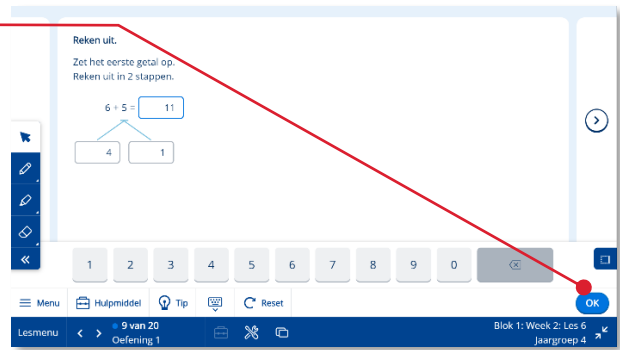 Reken uit.
Zet het eerste getal op.
Reken uit in 2 stappen.
6 + 5 = 11
4 1
1 2 3 4 5 6 7 8 9 0
Menu Hulpmiddel Tip Reset OK
Lesmenu 9 van 20 Blok 1: Week 2: Les 6
Oefening 1 Jaargroep 4